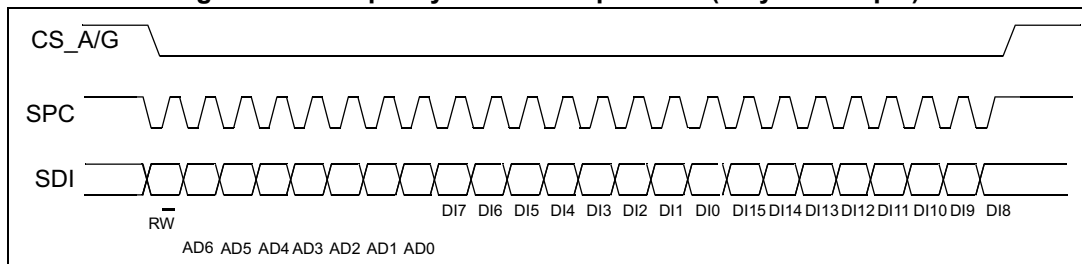 CS_A/G
SPC
SDI
RW DI7 DI6 DI5 DI4 DI3 DI2 DI1 DI0 DI15 DI14 DI13 DI12 DI11 DI10 DI9 DI8
AD6 AD5 AD4 AD3 AD2 AD1 AD0